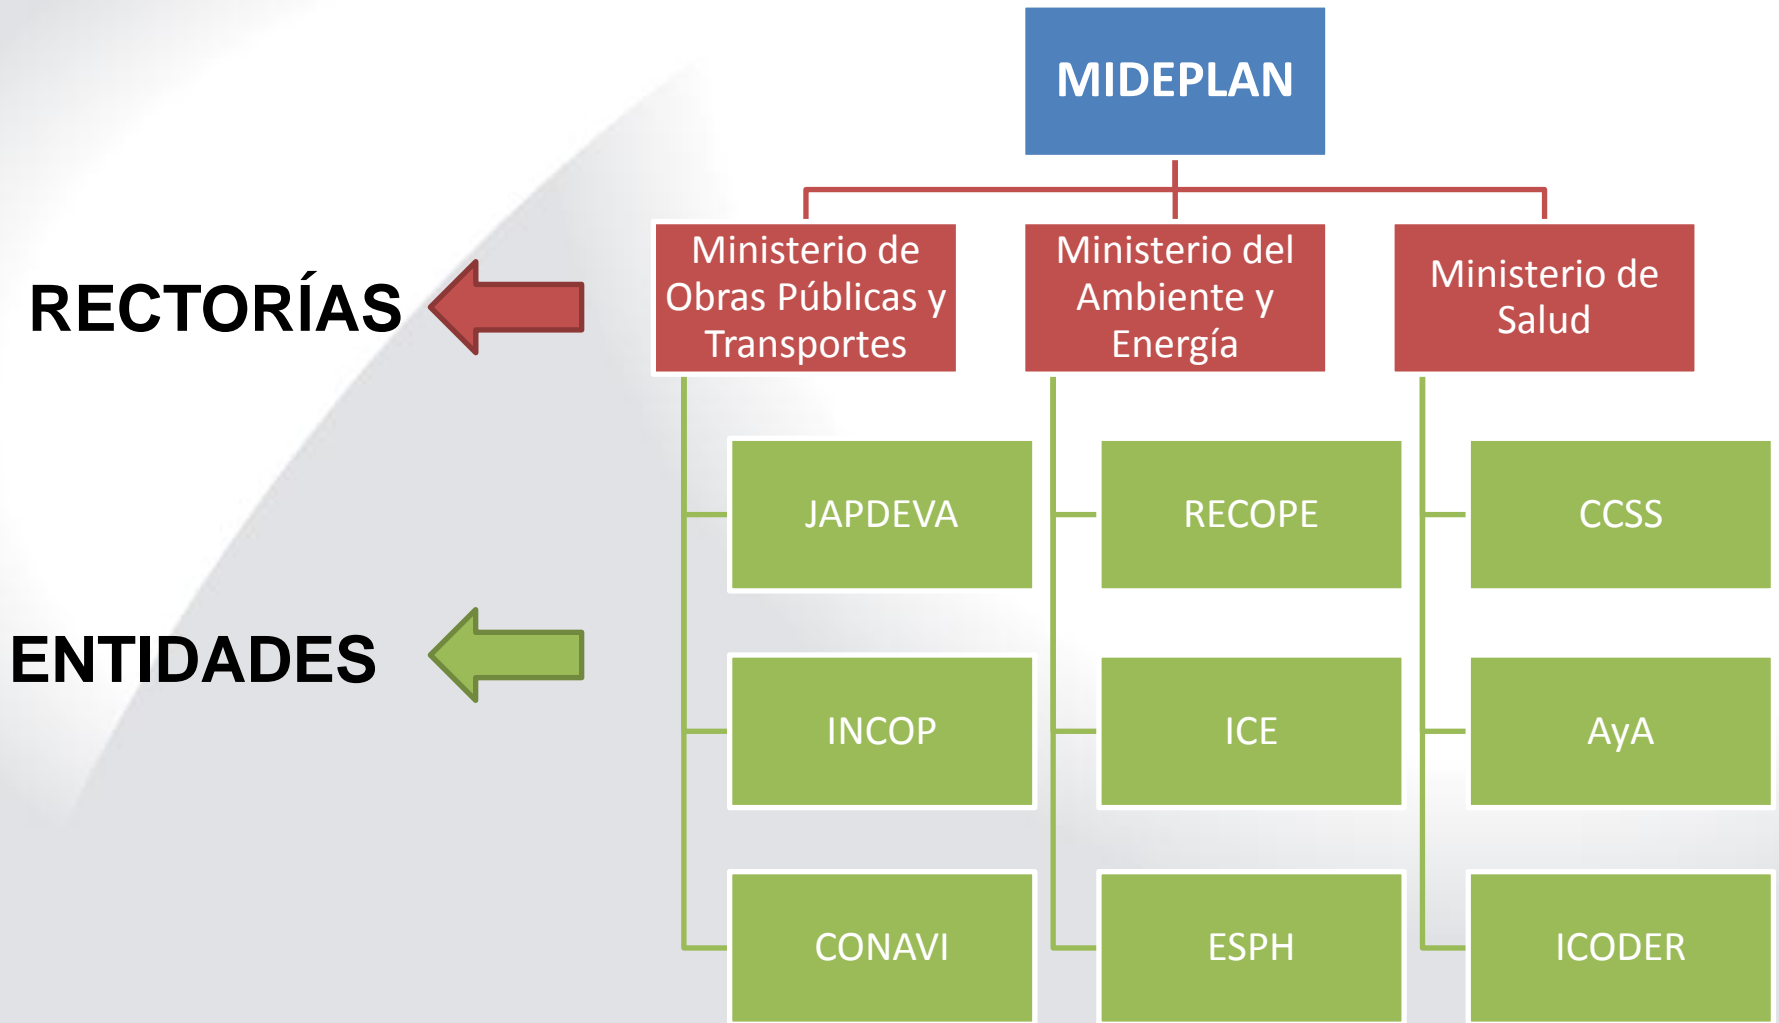 MIDEPLAN
RECTORÍAS
Ministerio de
Obras Públicas y
Transportes
Ministerio del
Ambiente y
Energía
Ministerio de
Salud
ENTIDADES
JAPDEVA
RECOPE
CCSS
INCOP
ICE
AyA
CONAVI
ESPH
ICODER